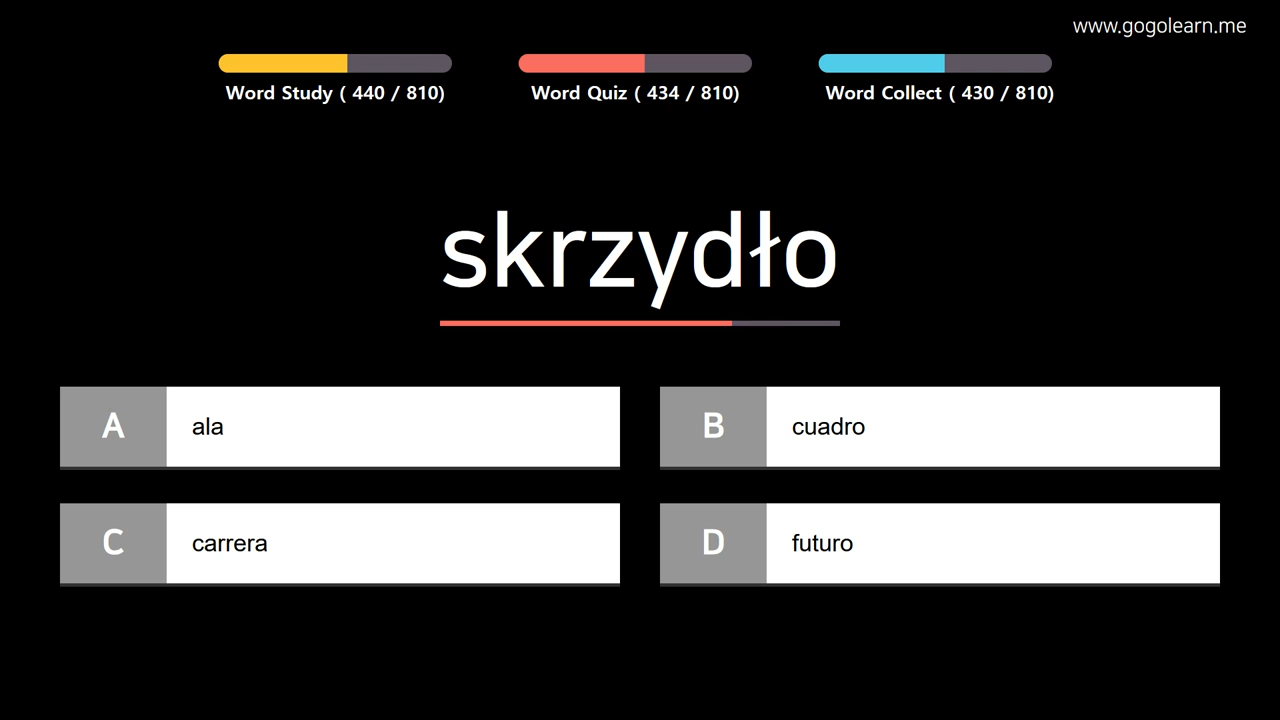 www.gogolearn.me
Word Study ( 440 / 810)
Word Quiz ( 434 / 810)
Word Collect ( 430 / 810)
skrzydło
A ala
B cuadro
C carrera
D futuro